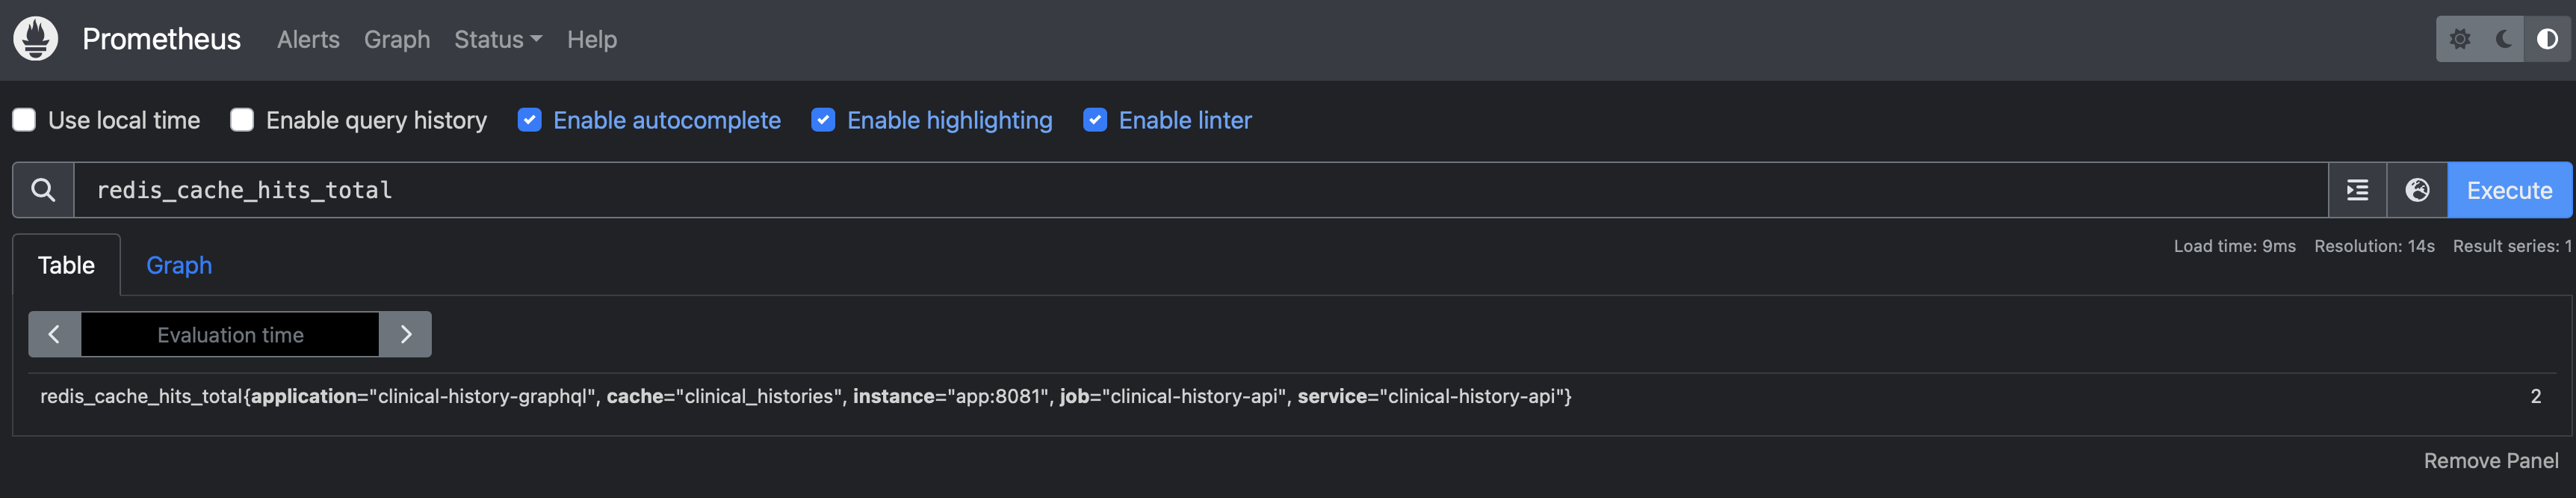 Prometheus Alerts Graph Status Help
Use local time Enable query history Enable autocomplete Enable highlighting Enable linter
redis_cache_hits_total Execute
Table Graph Load time: 9ms Resolution: 14s Result series: 1
Evaluation time
redis_cache_hits_total{application="clinical-history-graphql", cache="clinical_histories", instance="app:8081", job="clinical-history-api", service="clinical-history-api"} 2
Remove Panel